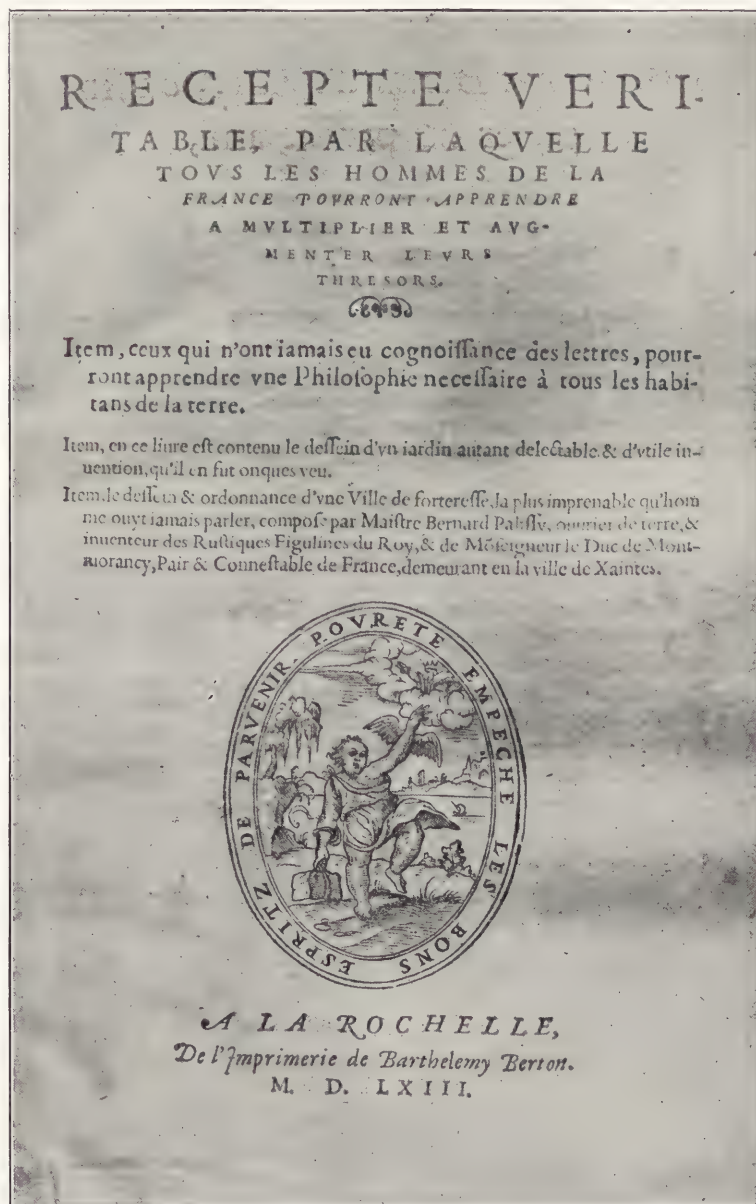 RECEPTE VERI-
TABLE, PAR LAQVELLE
TOVS LES HOMMES DE LA
FRANCE POVRRONT APPRENDRE
A MVLTIPLIER ET AVG-
MENTER LEVRS
THRESORS.
Item, ceux qui n'ont iamais eu cognoiſſance des lettres, pour-
ront apprendre vne Philoſophie neceſſaire à tous les habi-
tans de la terre.
Item, en ce liure eſt contenu le deſſein d'vn iardin autant delectable & d'vtile in-
uention, qu'il en fut onques veu.
Item, le deſſein & ordonnance d'vne Ville de fortereſſe, la plus imprenable qu'hom
me ouyt iamais parler, compoſé par Maiſtre Bernard Paliſſy, ouurier de terre, &
inuenteur des Ruſtiques Figulines du Roy, & de Mōſeigneur le Duc de Mont-
morancy, Pair & Conneſtable de France, demeurant en la ville de Xaintes.
POVRETE EMPECHE LES BONS ESPRITZ DE PARVENIR
A LA ROCHELLE,
De l'Imprimerie de Barthelemy Berton.
M. D. LXIII.